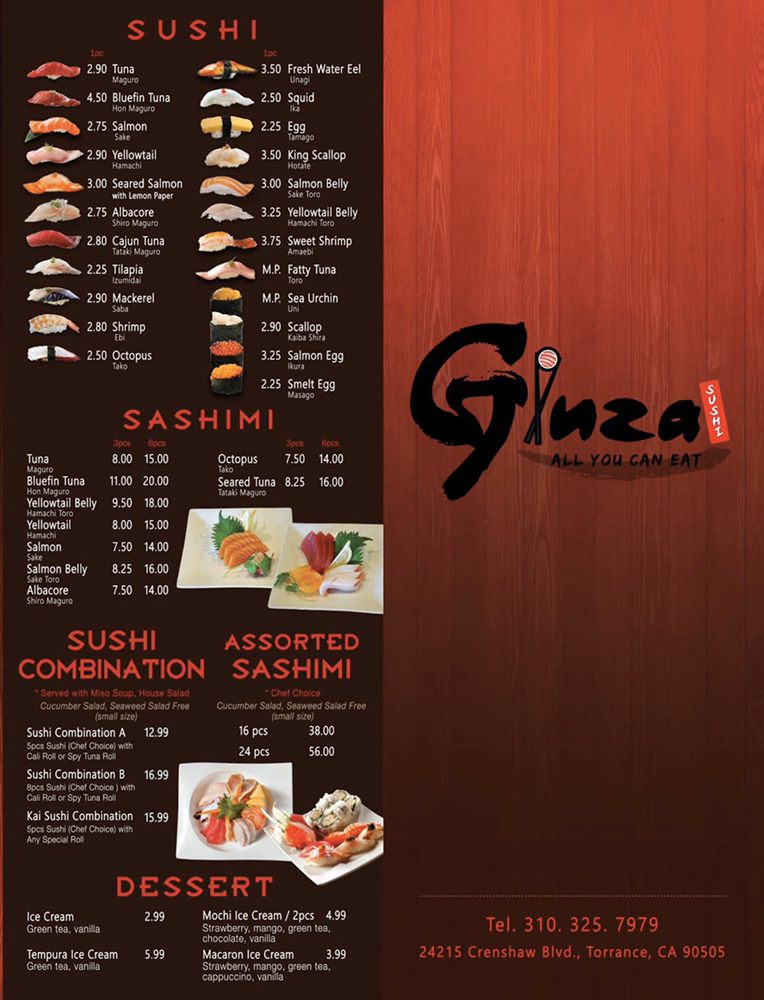 SUSHI
1pc
2.90 Tuna
Maguro
4.50 Bluefin Tuna
Hon Maguro
2.75 Salmon
Sake
2.90 Yellowtail
Hamachi
3.00 Seared Salmon
with Lemon Paper
2.75 Albacore
Shiro Maguro
2.80 Cajun Tuna
Tataki Maguro
2.25 Tilapia
Izumidai
2.90 Mackerel
Saba
2.80 Shrimp
Ebi
2.50 Octopus
Tako
1pc
3.50 Fresh Water Eel
Unagi
2.50 Squid
Ika
2.25 Egg
Tamago
3.50 King Scallop
Hotate
3.00 Salmon Belly
Sake Toro
3.25 Yellowtail Belly
Hamachi Toro
3.75 Sweet Shrimp
Amaebi
M.P. Fatty Tuna
Toro
M.P. Sea Urchin
Uni
2.90 Scallop
Kaiba Shira
3.25 Salmon Egg
Ikura
2.25 Smelt Egg
Masago
SASHIMI
3pcs 6pcs
Tuna 8.00 15.00
Maguro
Bluefin Tuna 11.00 20.00
Hon Maguro
Yellowtail Belly 9.50 18.00
Hamachi Toro
Yellowtail 8.00 15.00
Hamachi
Salmon 7.50 14.00
Sake
Salmon Belly 8.25 16.00
Sake Toro
Albacore 7.50 14.00
Shiro Maguro
3pcs 6pcs
Octopus 7.50 14.00
Tako
Seared Tuna 8.25 16.00
Tataki Maguro
SUSHI
COMBINATION
* Served with Miso Soup, House Salad
Cucumber Salad, Seaweed Salad Free
(small size)
Sushi Combination A 12.99
5pcs Sushi (Chef Choice) with
Cali Roll or Spy Tuna Roll
Sushi Combination B 16.99
8pcs Sushi (Chef Choice ) with
Cali Roll or Spy Tuna Roll
Kai Sushi Combination 15.99
5pcs Sushi (Chef Choice) with
Any Special Roll
ASSORTED
SASHIMI
* Chef Choice
Cucumber Salad, Seaweed Salad Free
(small size)
16 pcs 38.00
24 pcs 56.00
DESSERT
Ice Cream 2.99
Green tea, vanilla
Tempura Ice Cream 5.99
Green tea, vanilla
Mochi Ice Cream / 2pcs 4.99
Strawberry, mango, green tea,
chocolate, vanilla
Macaron Ice Cream 3.99
Strawberry, mango, green tea,
cappuccino, vanilla
Ginza
SUSHI
ALL YOU CAN EAT
Tel. 310. 325. 7979
24215 Crenshaw Blvd., Torrance, CA 90505